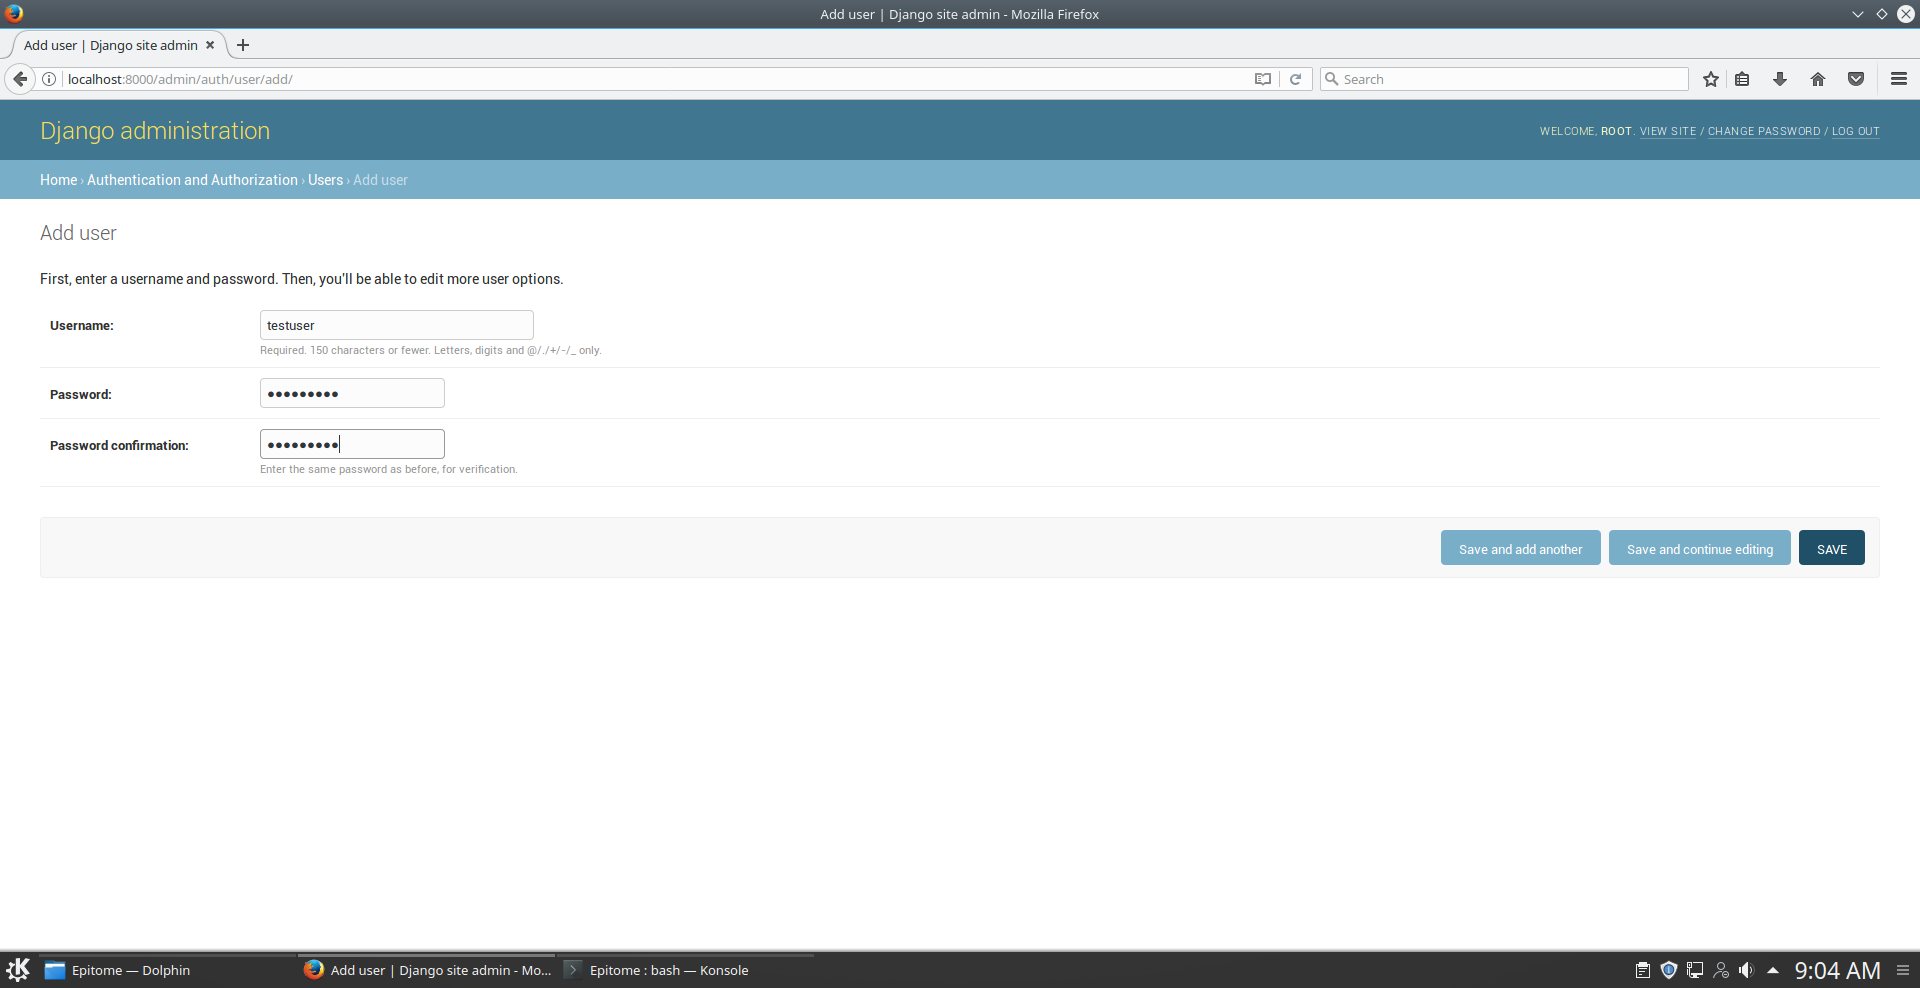 Add user | Django site admin - Mozilla Firefox
Add user | Django site admin
localhost:8000/admin/auth/user/add/
Search
Django administration
WELCOME, ROOT. VIEW SITE / CHANGE PASSWORD / LOG OUT
Home › Authentication and Authorization › Users › Add user
Add user
First, enter a username and password. Then, you'll be able to edit more user options.
Username:
testuser
Required. 150 characters or fewer. Letters, digits and @/./+/-/_ only.
Password:
●●●●●●●●●
Password confirmation:
●●●●●●●●●
Enter the same password as before, for verification.
Save and add another
Save and continue editing
SAVE
Epitome — Dolphin
Add user | Django site admin - Mo...
Epitome : bash — Konsole
9:04 AM